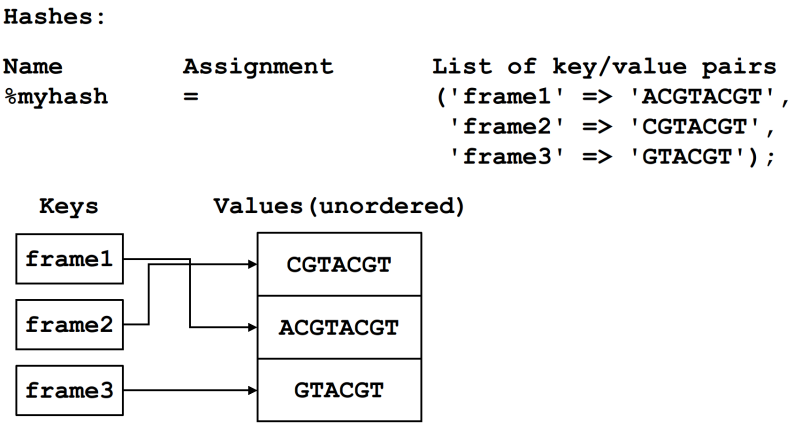 Hashes:
Name Assignment List of key/value pairs
%myhash = ('frame1' => 'ACGTACGT',
'frame2' => 'CGTACGT',
'frame3' => 'GTACGT');
Keys Values(unordered)
frame1 CGTACGT
frame2 ACGTACGT
frame3 GTACGT